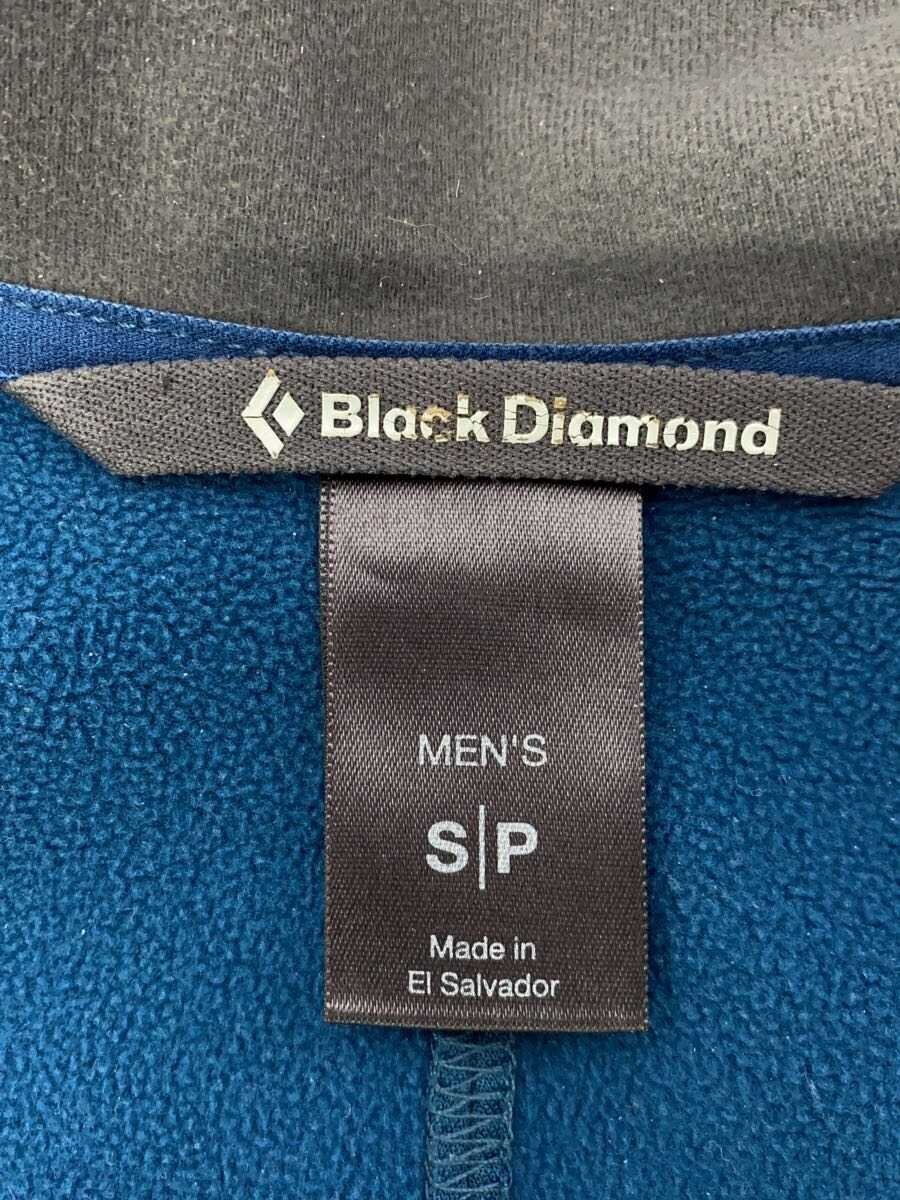 Black Diamond
MEN'S
S|P
Made in
El Salvador